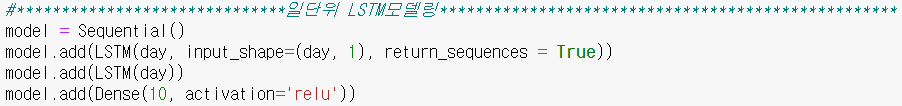 #******************************일단위 LSTM모델링***************************************************
model = Sequential()
model.add(LSTM(day, input_shape=(day, 1), return_sequences = True))
model.add(LSTM(day))
model.add(Dense(10, activation='relu'))